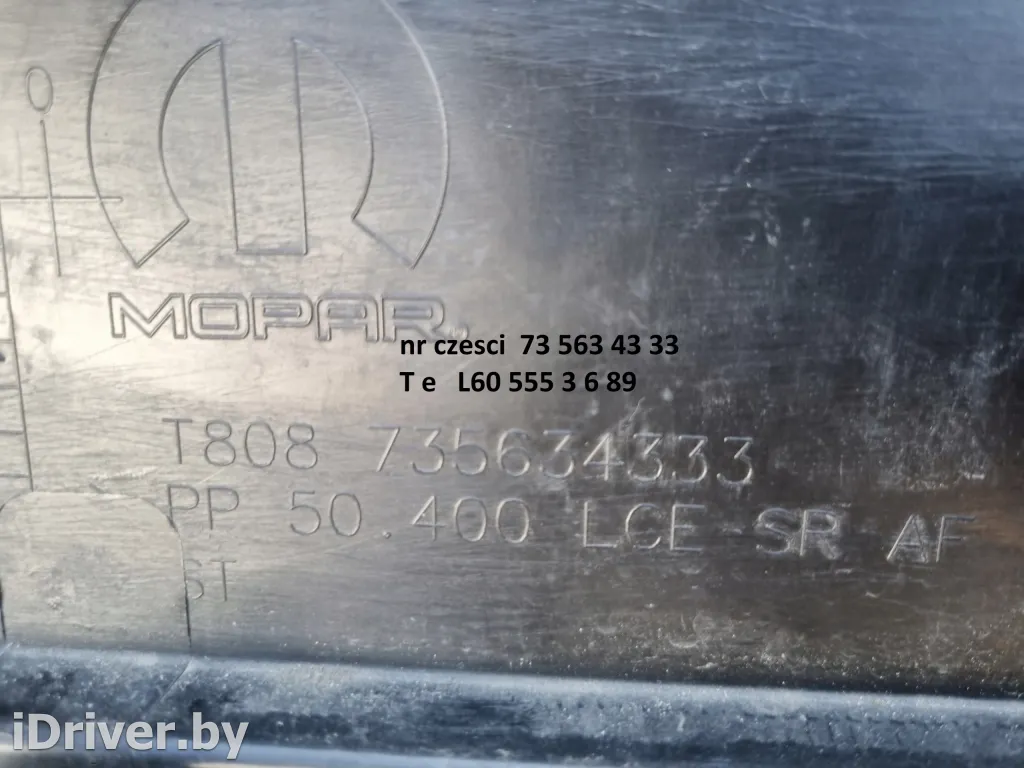 MOPAR
nr czesci 73 563 43 33
T e L60 555 3 6 89
T808 735634333
PP 50.400 LCE SR AF
ST
iDriver.by